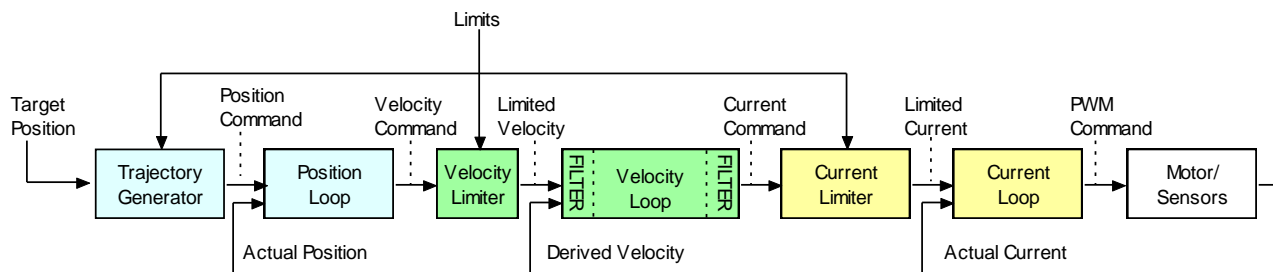 Limits
Target
Position
Position
Command
Velocity
Command
Limited
Velocity
Current
Command
Limited
Current
PWM
Command
Trajectory
Generator
Position
Loop
Velocity
Limiter
FILTER
Velocity
Loop
FILTER
Current
Limiter
Current
Loop
Motor/
Sensors
Actual Position
Derived Velocity
Actual Current